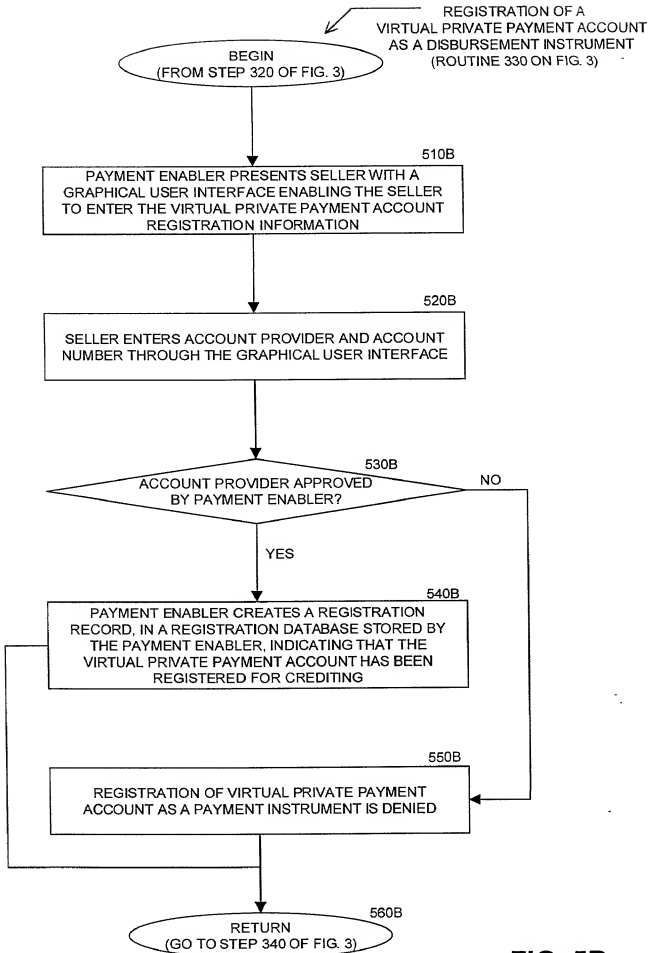 REGISTRATION OF A
VIRTUAL PRIVATE PAYMENT ACCOUNT
AS A DISBURSEMENT INSTRUMENT
(ROUTINE 330 ON FIG. 3)
BEGIN
(FROM STEP 320 OF FIG. 3)
510B
PAYMENT ENABLER PRESENTS SELLER WITH A
GRAPHICAL USER INTERFACE ENABLING THE SELLER
TO ENTER THE VIRTUAL PRIVATE PAYMENT ACCOUNT
REGISTRATION INFORMATION
520B
SELLER ENTERS ACCOUNT PROVIDER AND ACCOUNT
NUMBER THROUGH THE GRAPHICAL USER INTERFACE
530B
ACCOUNT PROVIDER APPROVED
BY PAYMENT ENABLER?
NO
YES
540B
PAYMENT ENABLER CREATES A REGISTRATION
RECORD, IN A REGISTRATION DATABASE STORED BY
THE PAYMENT ENABLER, INDICATING THAT THE
VIRTUAL PRIVATE PAYMENT ACCOUNT HAS BEEN
REGISTERED FOR CREDITING
550B
REGISTRATION OF VIRTUAL PRIVATE PAYMENT
ACCOUNT AS A PAYMENT INSTRUMENT IS DENIED
560B
RETURN
(GO TO STEP 340 OF FIG. 3)